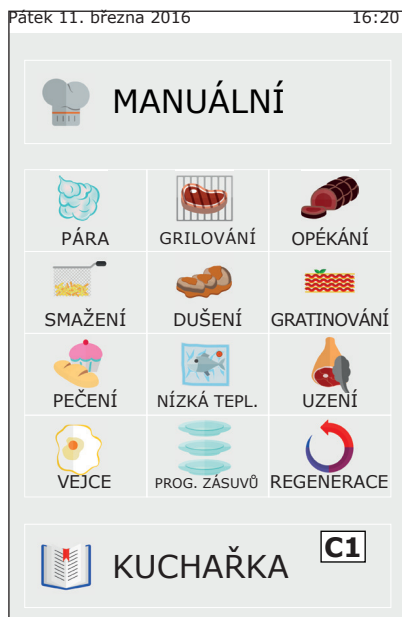 Pátek 11. března 2016 16:20
MANUÁLNÍ
PÁRA GRILOVÁNÍ OPÉKÁNÍ
SMAŽENÍ DUŠENÍ GRATINOVÁNÍ
PEČENÍ NÍZKÁ TEPL. UZENÍ
VEJCE PROG. ZÁSUVŮ REGENERACE
KUCHAŘKA C1